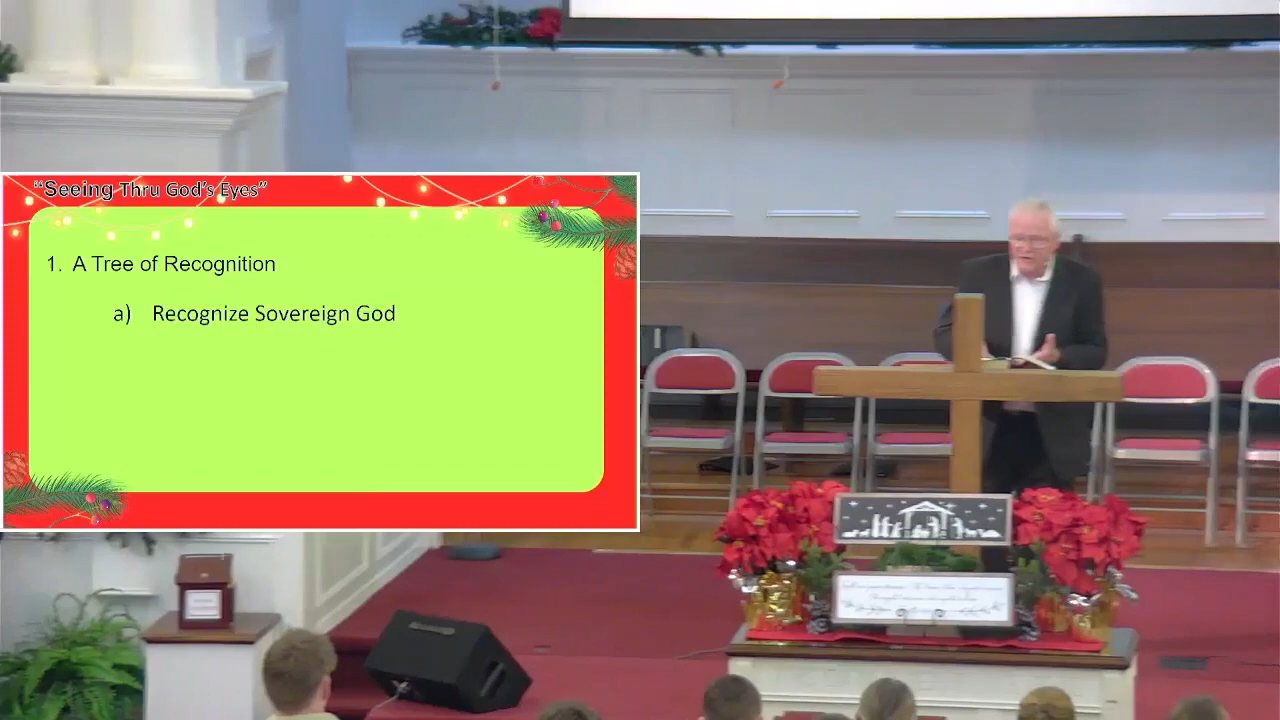 “Seeing Thru God’s Eyes”
1. A Tree of Recognition
a) Recognize Sovereign God